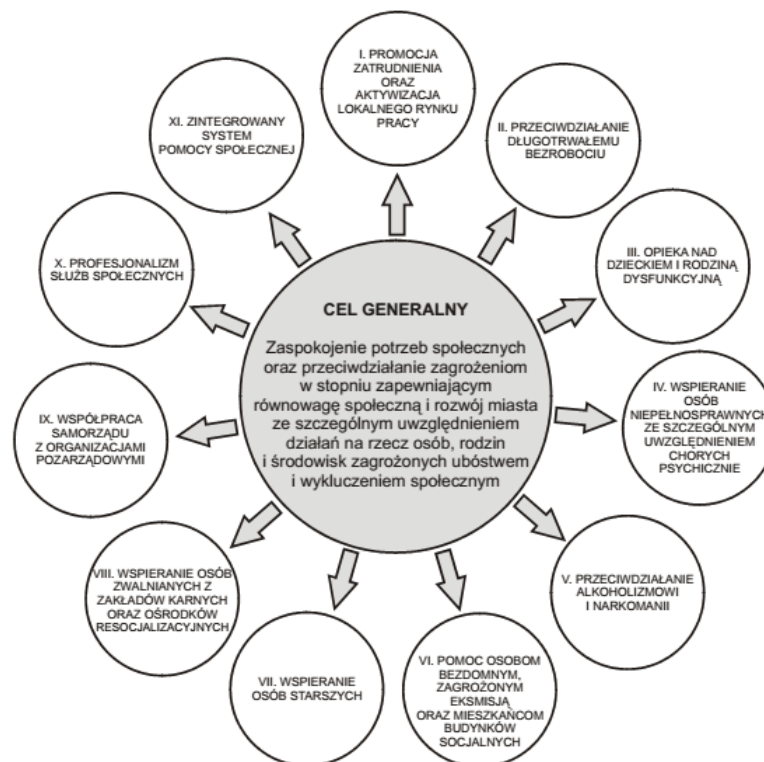 I. PROMOCJA
ZATRUDNIENIA
ORAZ
AKTYWIZACJA
LOKALNEGO RYNKU
PRACY
II. PRZECIWDZIAŁANIE
DŁUGOTRWAŁEMU
BEZROBOCIU
III. OPIEKA NAD
DZIECKIEM I RODZINĄ
DYSFUNKCYJNĄ
IV. WSPIERANIE
OSÓB
NIEPEŁNOSPRAWNYCH
ZE SZCZEGÓLNYM
UWZGLĘDNIENIEM
CHORYCH
PSYCHICZNIE
V. PRZECIWDZIAŁANIE
ALKOHOLIZMOWI
I NARKOMANII
VI. POMOC OSOBOM
BEZDOMNYM,
ZAGROŻONYM
EKSMISJĄ
ORAZ MIESZKAŃCOM
BUDYNKÓW
SOCJALNYCH
VII. WSPIERANIE
OSÓB STARSZYCH
VIII. WSPIERANIE OSÓB
ZWALNIANYCH Z
ZAKŁADÓW KARNYCH
ORAZ OŚRODKÓW
RESOCJALIZACYJNYCH
IX. WSPÓŁPRACA
SAMORZĄDU
Z ORGANIZACJAMI
POZARZĄDOWYMI
X. PROFESJONALIZM
SŁUŻB SPOŁECZNYCH
XI. ZINTEGROWANY
SYSTEM
POMOCY SPOŁECZNEJ
CEL GENERALNY
Zaspokojenie potrzeb społecznych
oraz przeciwdziałanie zagrożeniom
w stopniu zapewniającym
równowagę społeczną i rozwój miasta
ze szczególnym uwzględnieniem
działań na rzecz osób, rodzin
i środowisk zagrożonych ubóstwem
i wykluczeniem społecznym